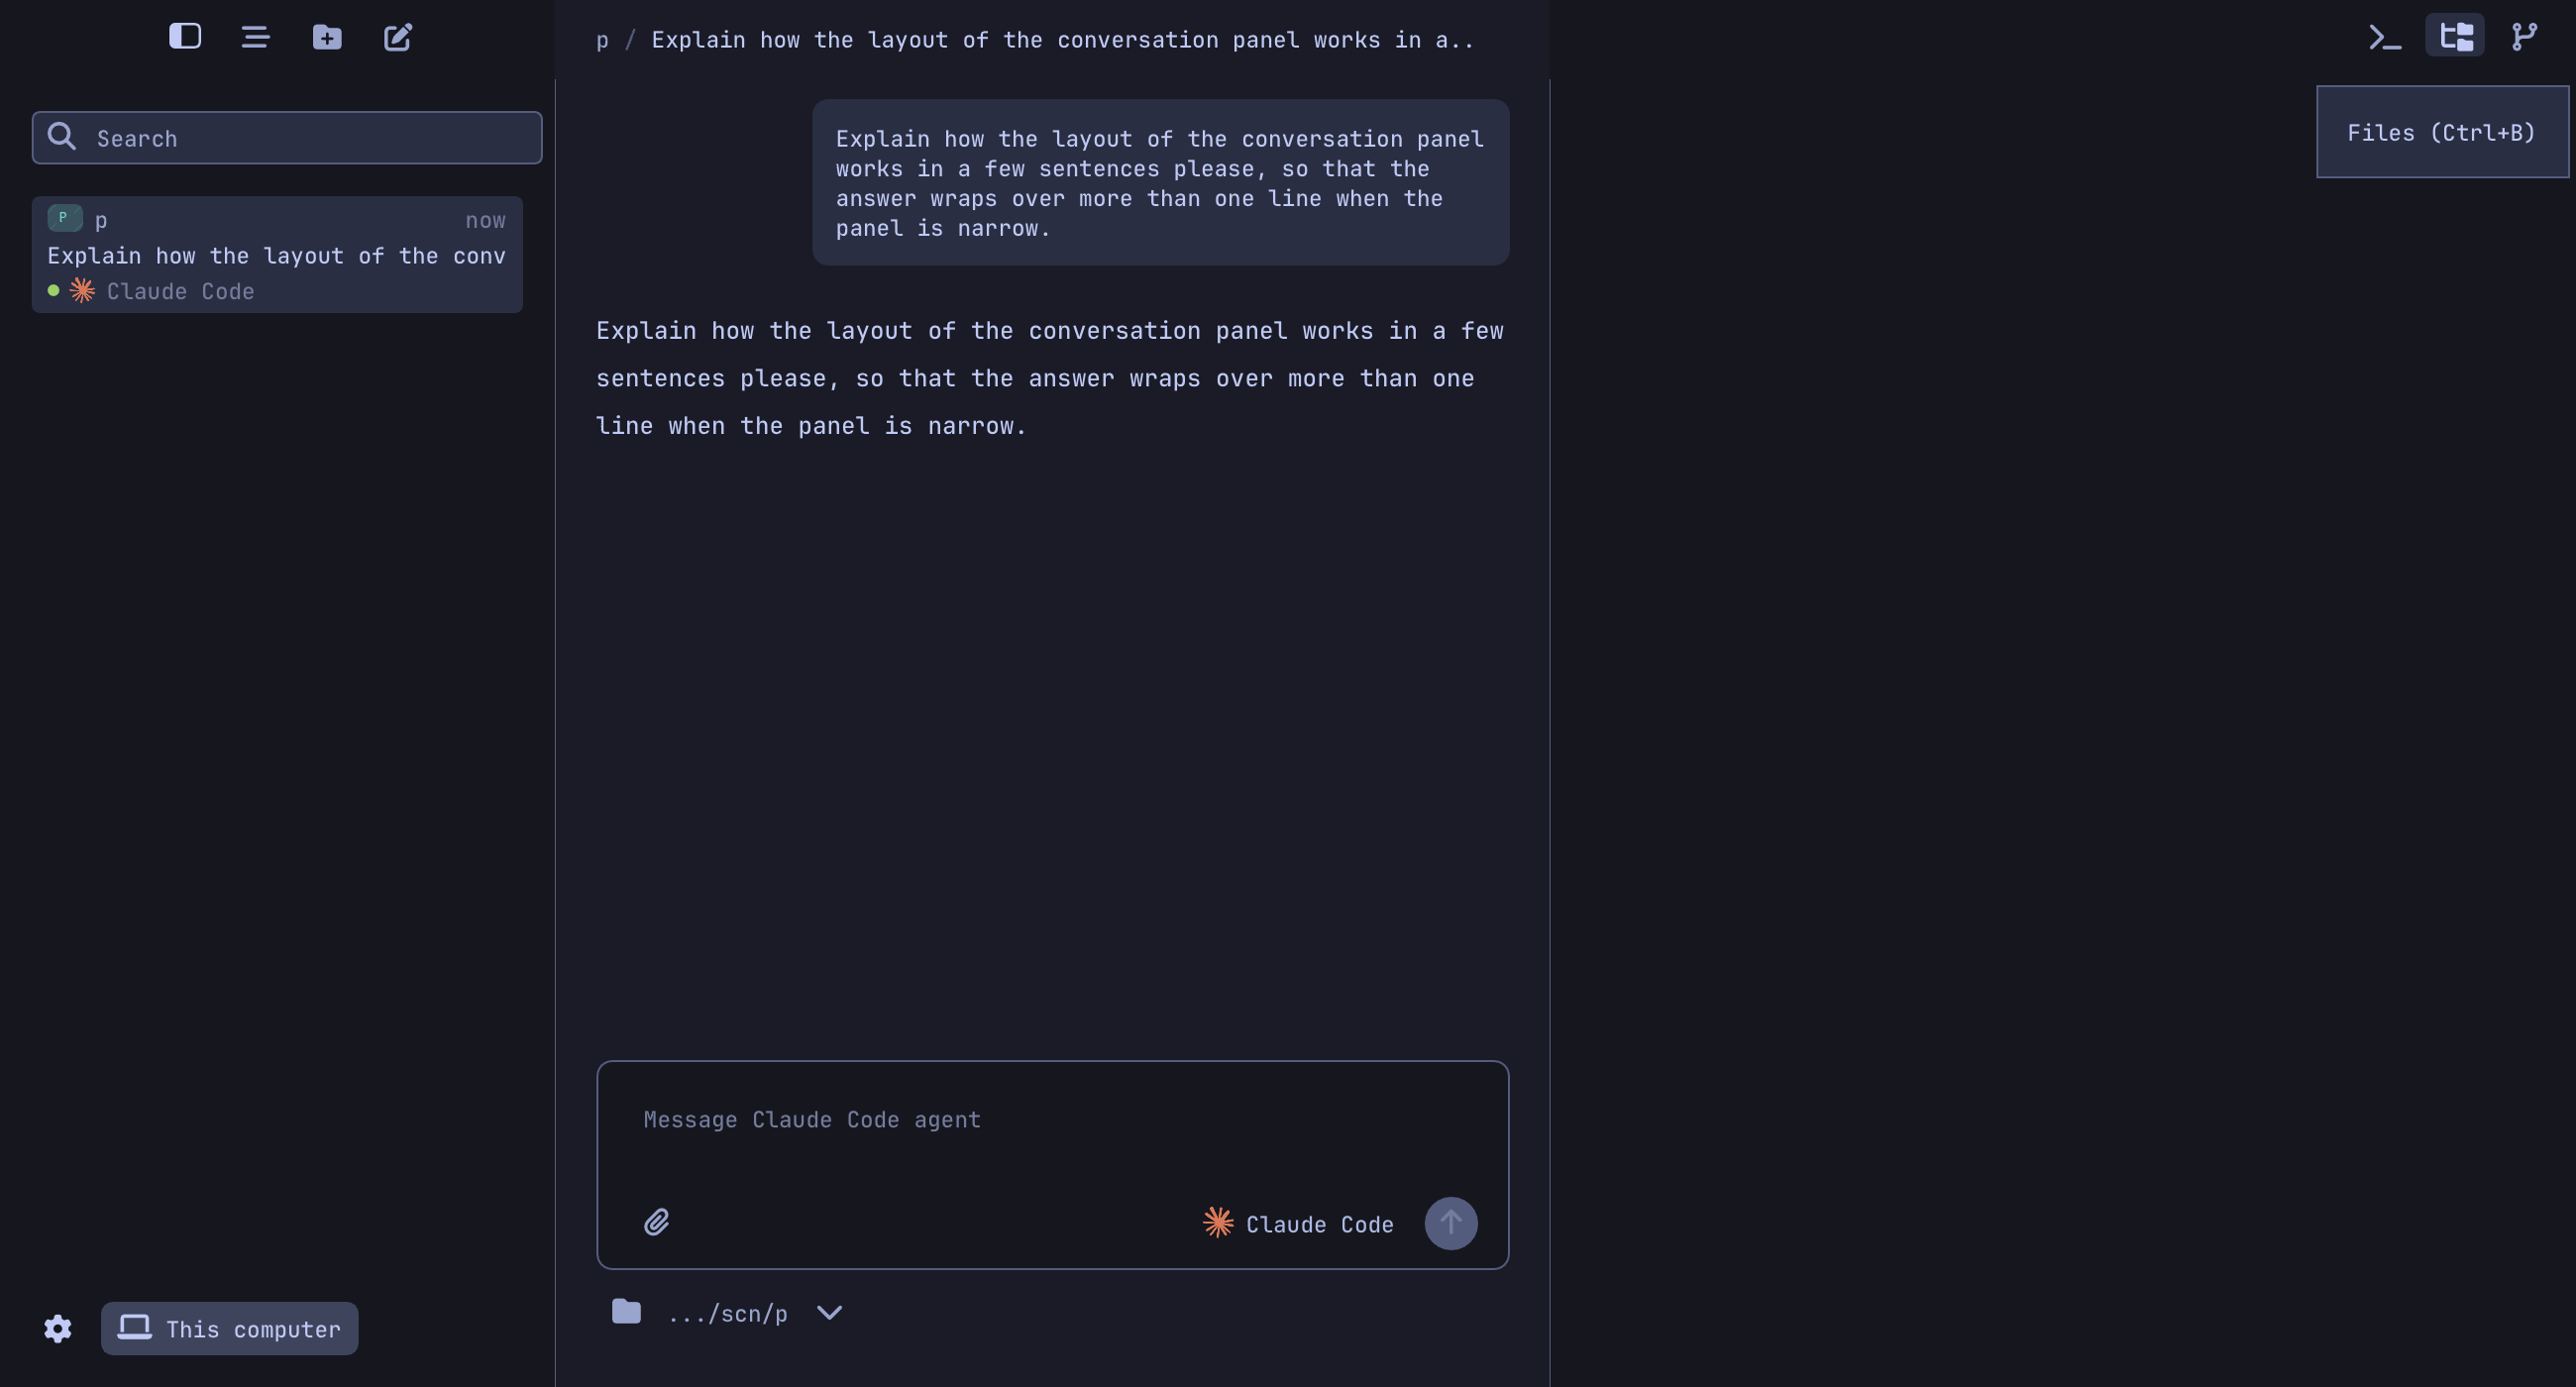 p / Explain how the layout of the conversation panel works in a..
Search
P p now
Explain how the layout of the conv
Claude Code
Explain how the layout of the conversation panel
works in a few sentences please, so that the
answer wraps over more than one line when the
panel is narrow.
Explain how the layout of the conversation panel works in a few
sentences please, so that the answer wraps over more than one
line when the panel is narrow.
Files (Ctrl+B)
Message Claude Code agent
Claude Code
.../scn/p
This computer